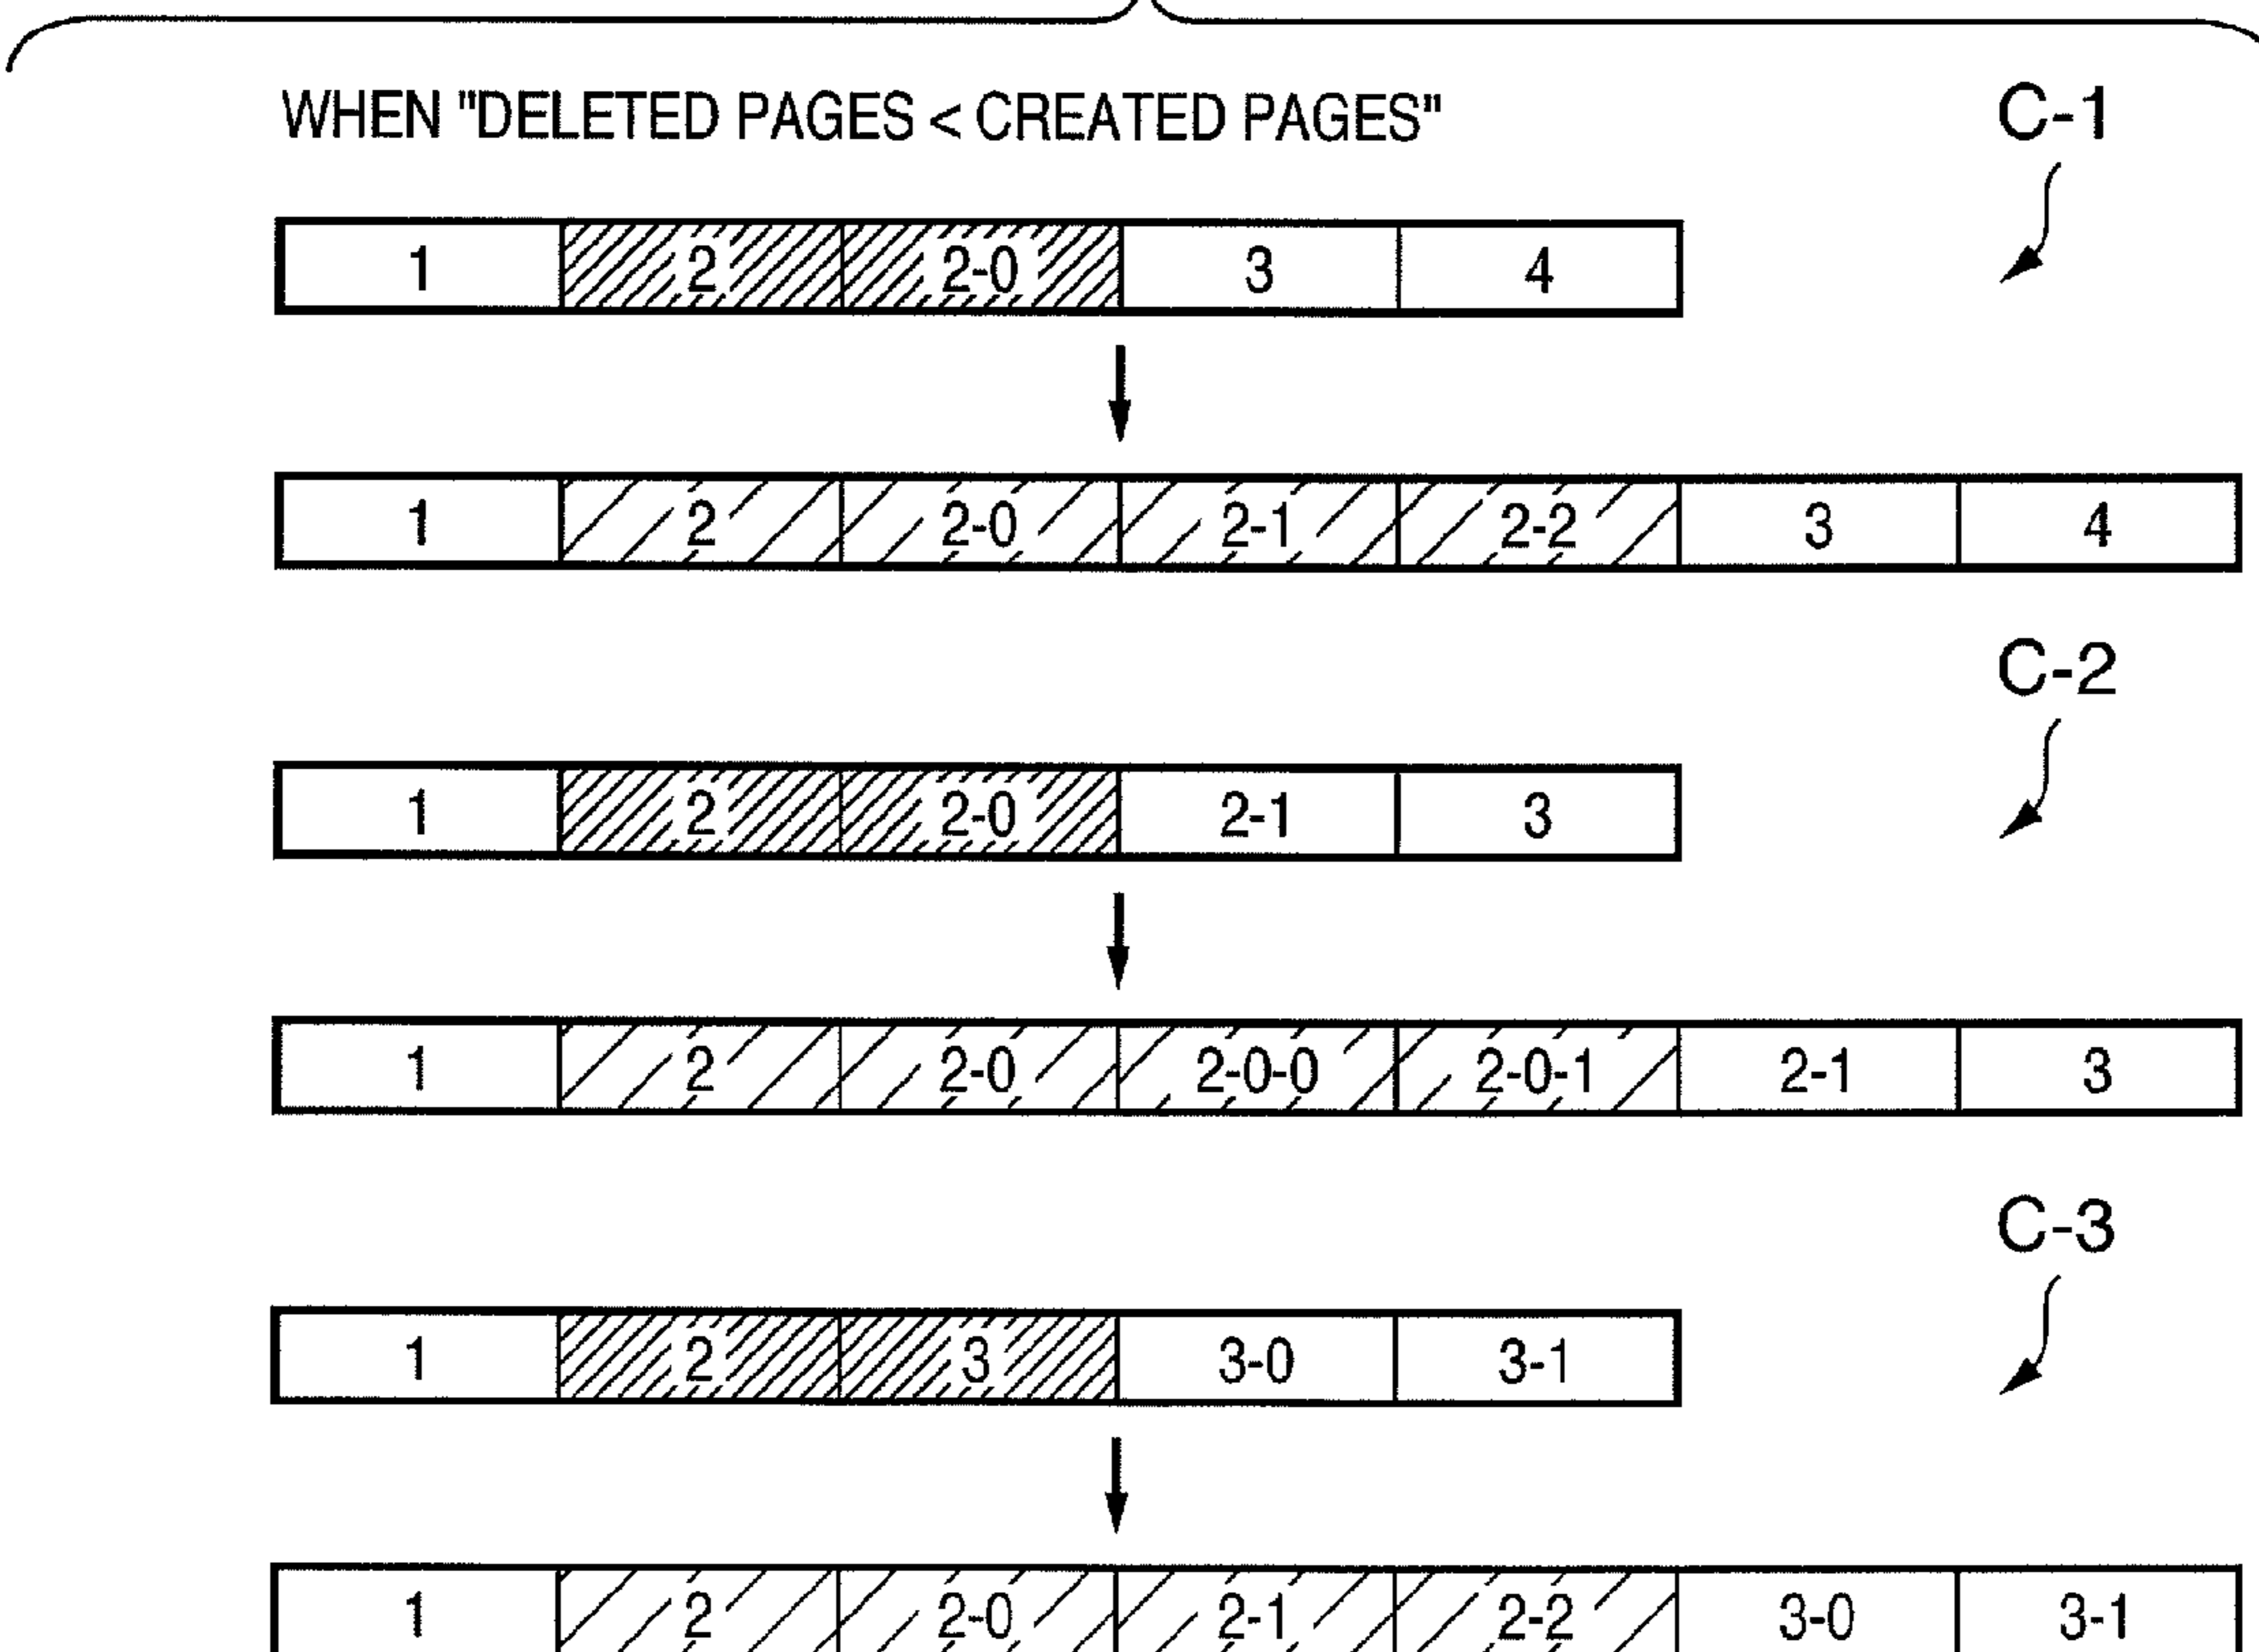 WHEN "DELETED PAGES < CREATED PAGES"
C-1
1 2 2-0 3 4
1 2 2-0 2-1 2-2 3 4
C-2
1 2 2-0 2-1 3
1 2 2-0 2-0-0 2-0-1 2-1 3
C-3
1 2 3 3-0 3-1
1 2 2-0 2-1 2-2 3-0 3-1